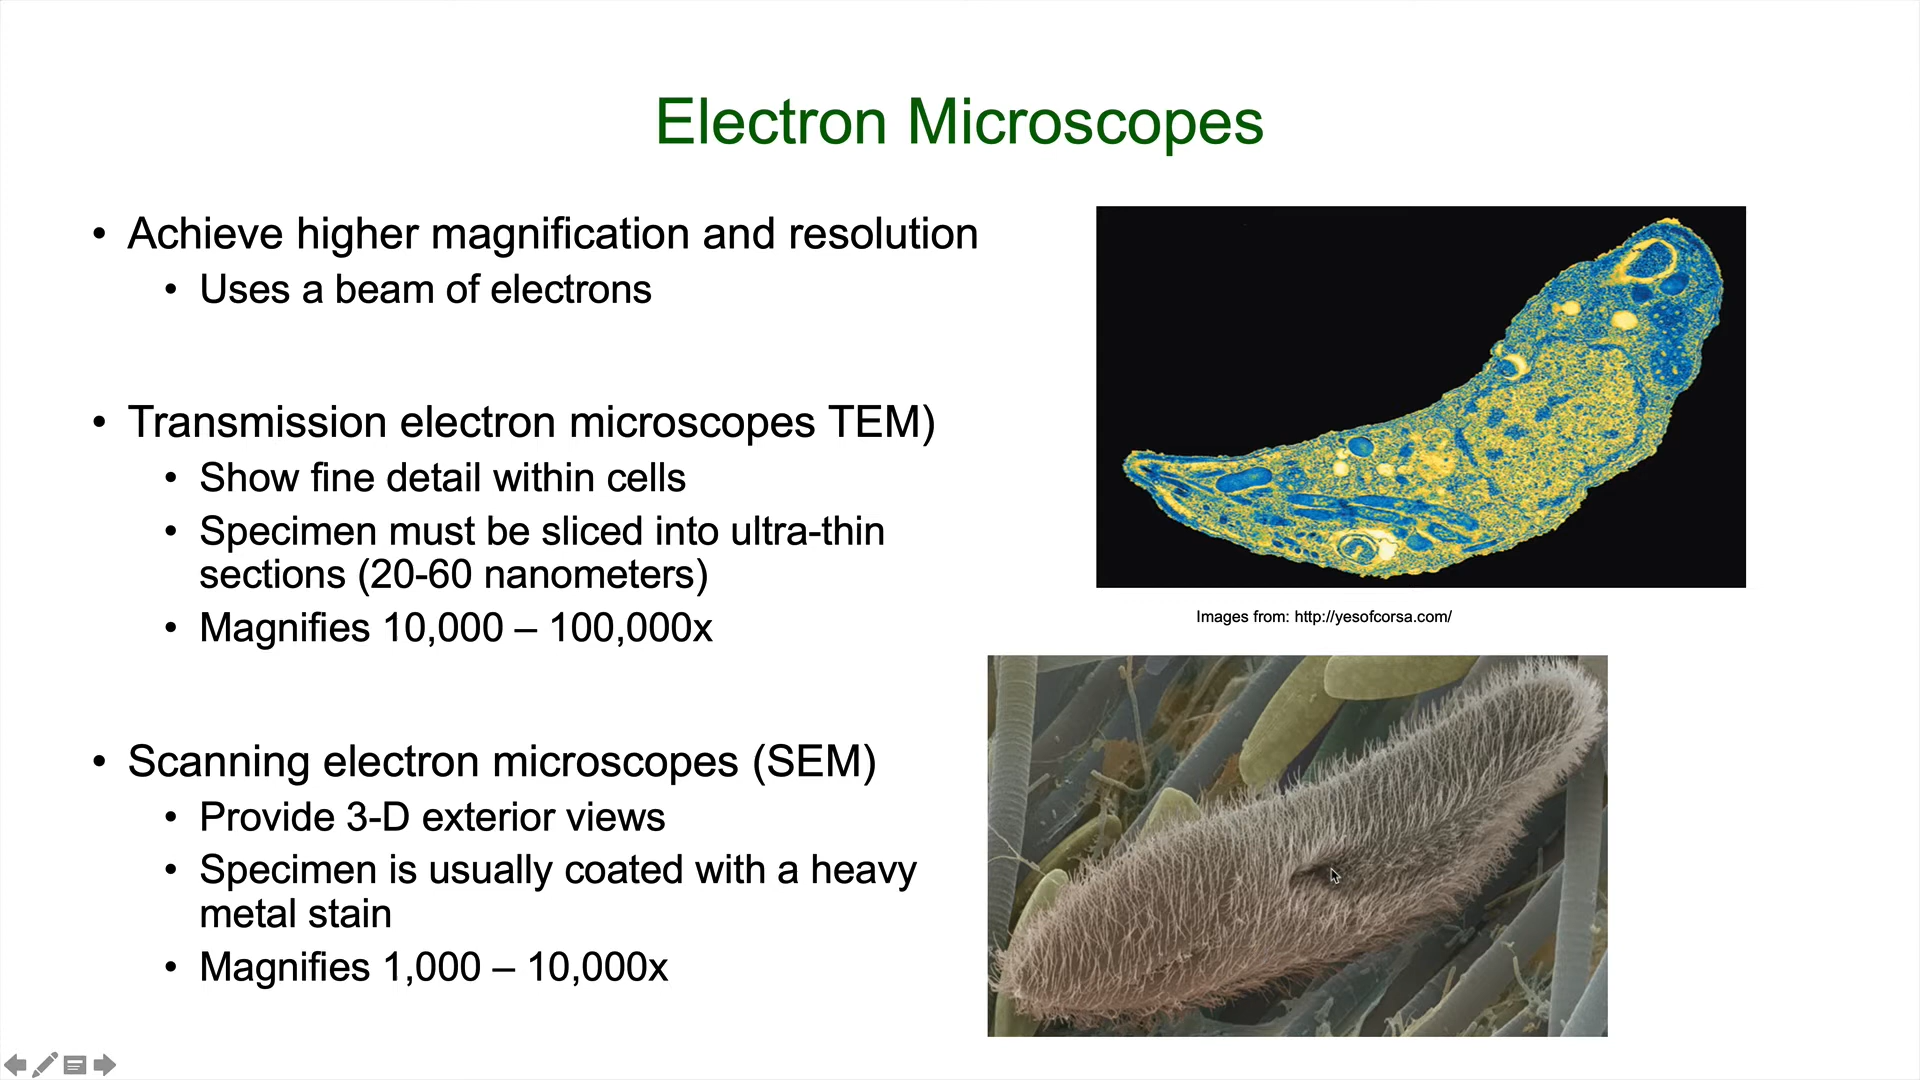 Electron Microscopes
• Achieve higher magnification and resolution
• Uses a beam of electrons
• Transmission electron microscopes TEM)
• Show fine detail within cells
• Specimen must be sliced into ultra-thin
sections (20-60 nanometers)
• Magnifies 10,000 – 100,000x
• Scanning electron microscopes (SEM)
• Provide 3-D exterior views
• Specimen is usually coated with a heavy
metal stain
• Magnifies 1,000 – 10,000x
Images from: http://yesofcorsa.com/